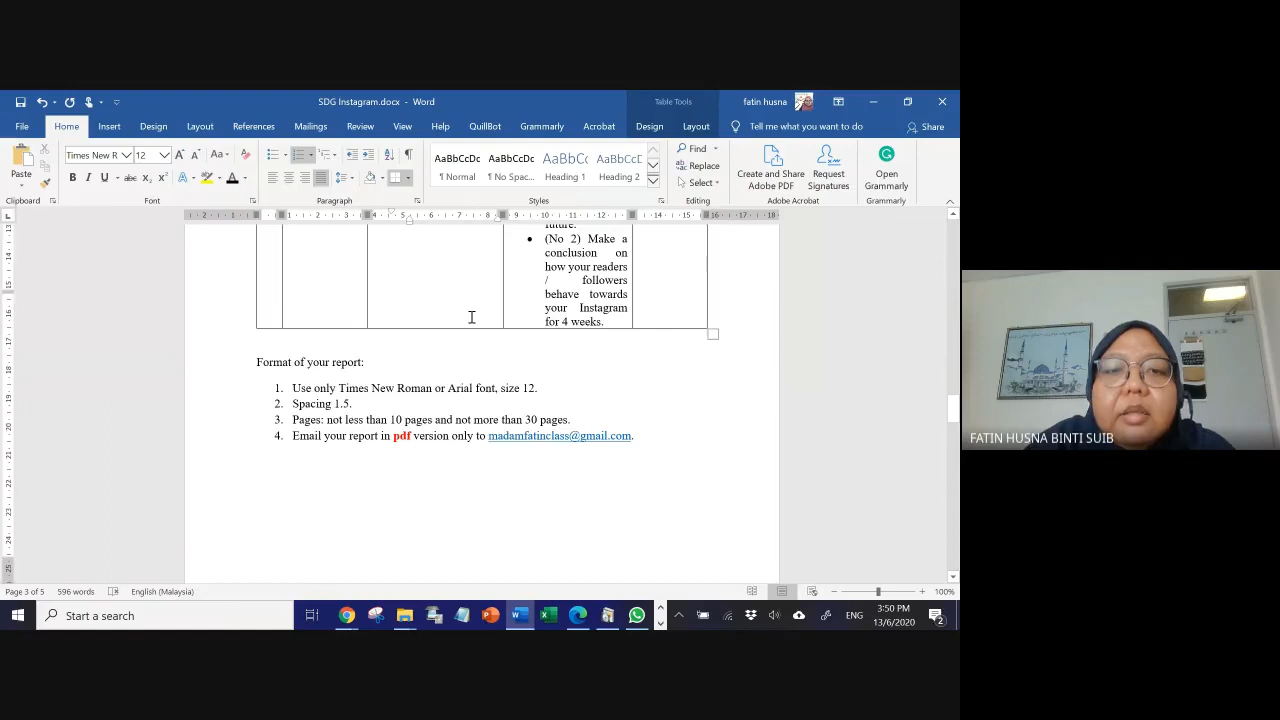 SDG Instagram.docx - Word
Table Tools
fatin husna
File
Home
Insert
Design
Layout
References
Mailings
Review
View
Help
QuillBot
Grammarly
Acrobat
Design
Layout
Tell me what you want to do
Share
Paste
Clipboard
Times New R
12
Font
Paragraph
AaBbCcDc
AaBbCcDc
AaBbCc
AaBbCcD
¶ Normal
¶ No Spac...
Heading 1
Heading 2
Styles
Find
Replace
Select
Editing
Create and Share
Adobe PDF
Request
Signatures
Adobe Acrobat
Open
Grammarly
Grammarly
future.
• (No 2) Make a
conclusion on
how your readers
/ followers
behave towards
your Instagram
for 4 weeks.
Format of your report:
1. Use only Times New Roman or Arial font, size 12.
2. Spacing 1.5.
3. Pages: not less than 10 pages and not more than 30 pages.
4. Email your report in pdf version only to madamfatinclass@gmail.com.
Page 3 of 5
596 words
English (Malaysia)
100%
Start a search
ENG
3:50 PM
13/6/2020
FATIN HUSNA BINTI SUIB